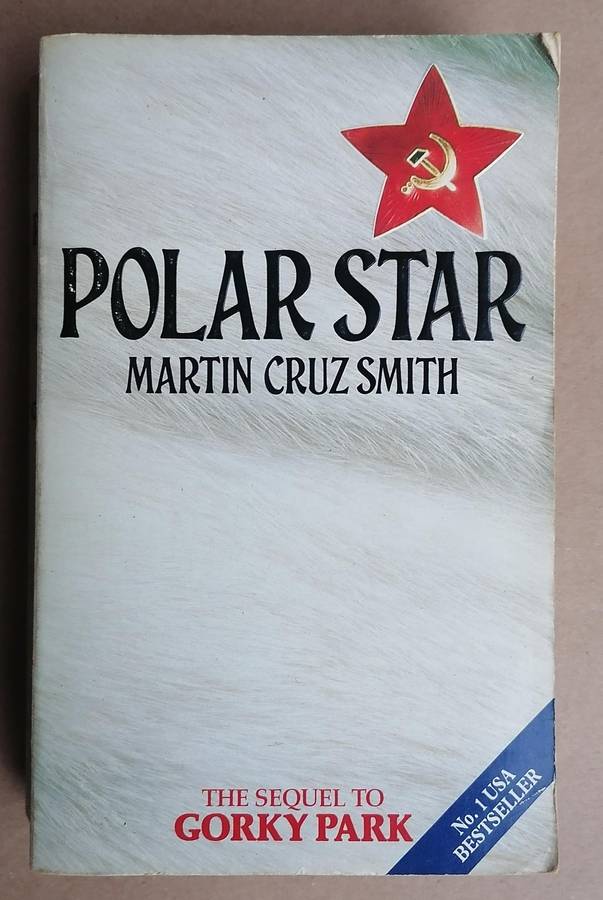 POLAR STAR
MARTIN CRUZ SMITH
THE SEQUEL TO
GORKY PARK
No. 1 USA
BESTSELLER